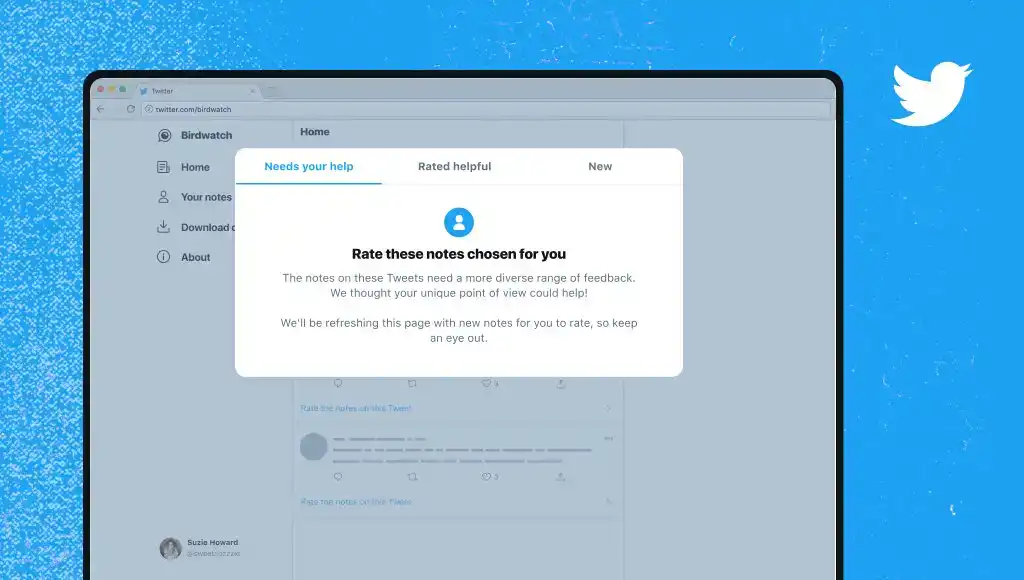 Twitter
twitter.com/birdwatch
Birdwatch
Home
Home
Your notes
Download
About
Needs your help
Rated helpful
New
Rate these notes chosen for you
The notes on these Tweets need a more diverse range of feedback.
We thought your unique point of view could help!
We'll be refreshing this page with new notes for you to rate, so keep
an eye out.
Rate the notes on this Tweet
3
Rate the notes on this Tweet
Suzie Howard